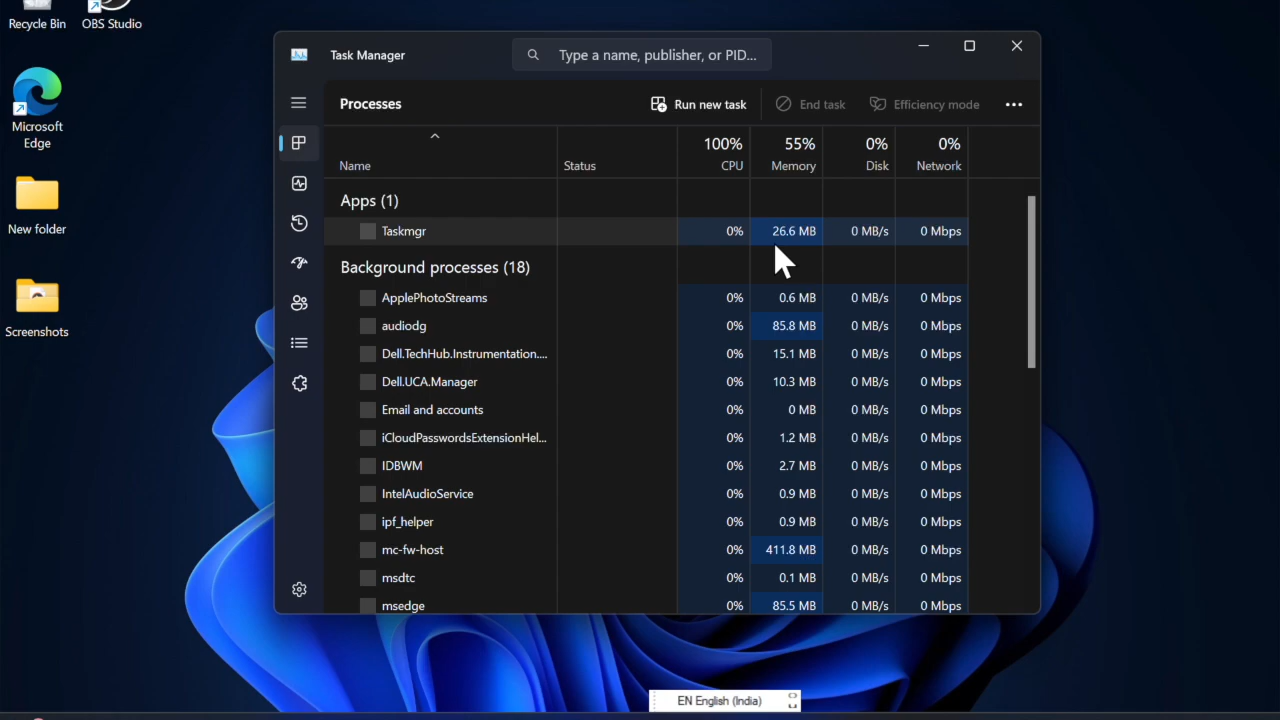 Recycle Bin
OBS Studio
Microsoft
Edge
New folder
Screenshots
Task Manager
Type a name, publisher, or PID...
Processes
Run new task
End task
Efficiency mode
Name
Status
100%
CPU
55%
Memory
0%
Disk
0%
Network
Apps (1)
Taskmgr 0% 26.6 MB 0 MB/s 0 Mbps
Background processes (18)
ApplePhotoStreams 0% 0.6 MB 0 MB/s 0 Mbps
audiodg 0% 85.8 MB 0 MB/s 0 Mbps
Dell.TechHub.Instrumentation.... 0% 15.1 MB 0 MB/s 0 Mbps
Dell.UCA.Manager 0% 10.3 MB 0 MB/s 0 Mbps
Email and accounts 0% 0 MB 0 MB/s 0 Mbps
iCloudPasswordsExtensionHel... 0% 1.2 MB 0 MB/s 0 Mbps
IDBWM 0% 2.7 MB 0 MB/s 0 Mbps
IntelAudioService 0% 0.9 MB 0 MB/s 0 Mbps
ipf_helper 0% 0.9 MB 0 MB/s 0 Mbps
mc-fw-host 0% 411.8 MB 0 MB/s 0 Mbps
msdtc 0% 0.1 MB 0 MB/s 0 Mbps
msedge 0% 85.5 MB 0 MB/s 0 Mbps
EN English (India)